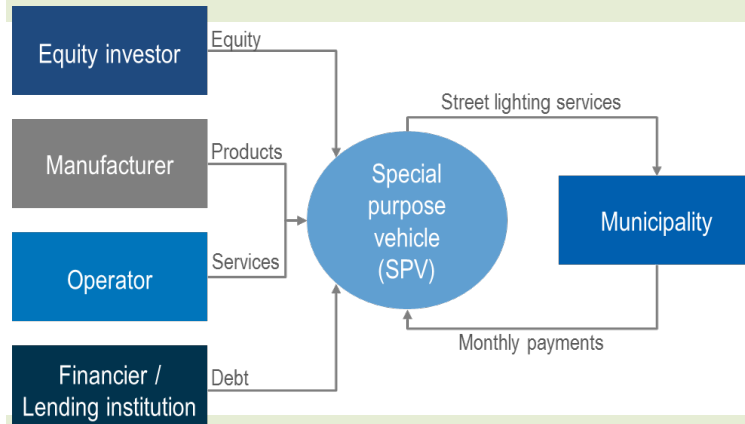 Equity investor
Equity
Manufacturer
Products
Operator
Services
Financier /
Lending institution
Debt
Special
purpose
vehicle
(SPV)
Street lighting services
Municipality
Monthly payments